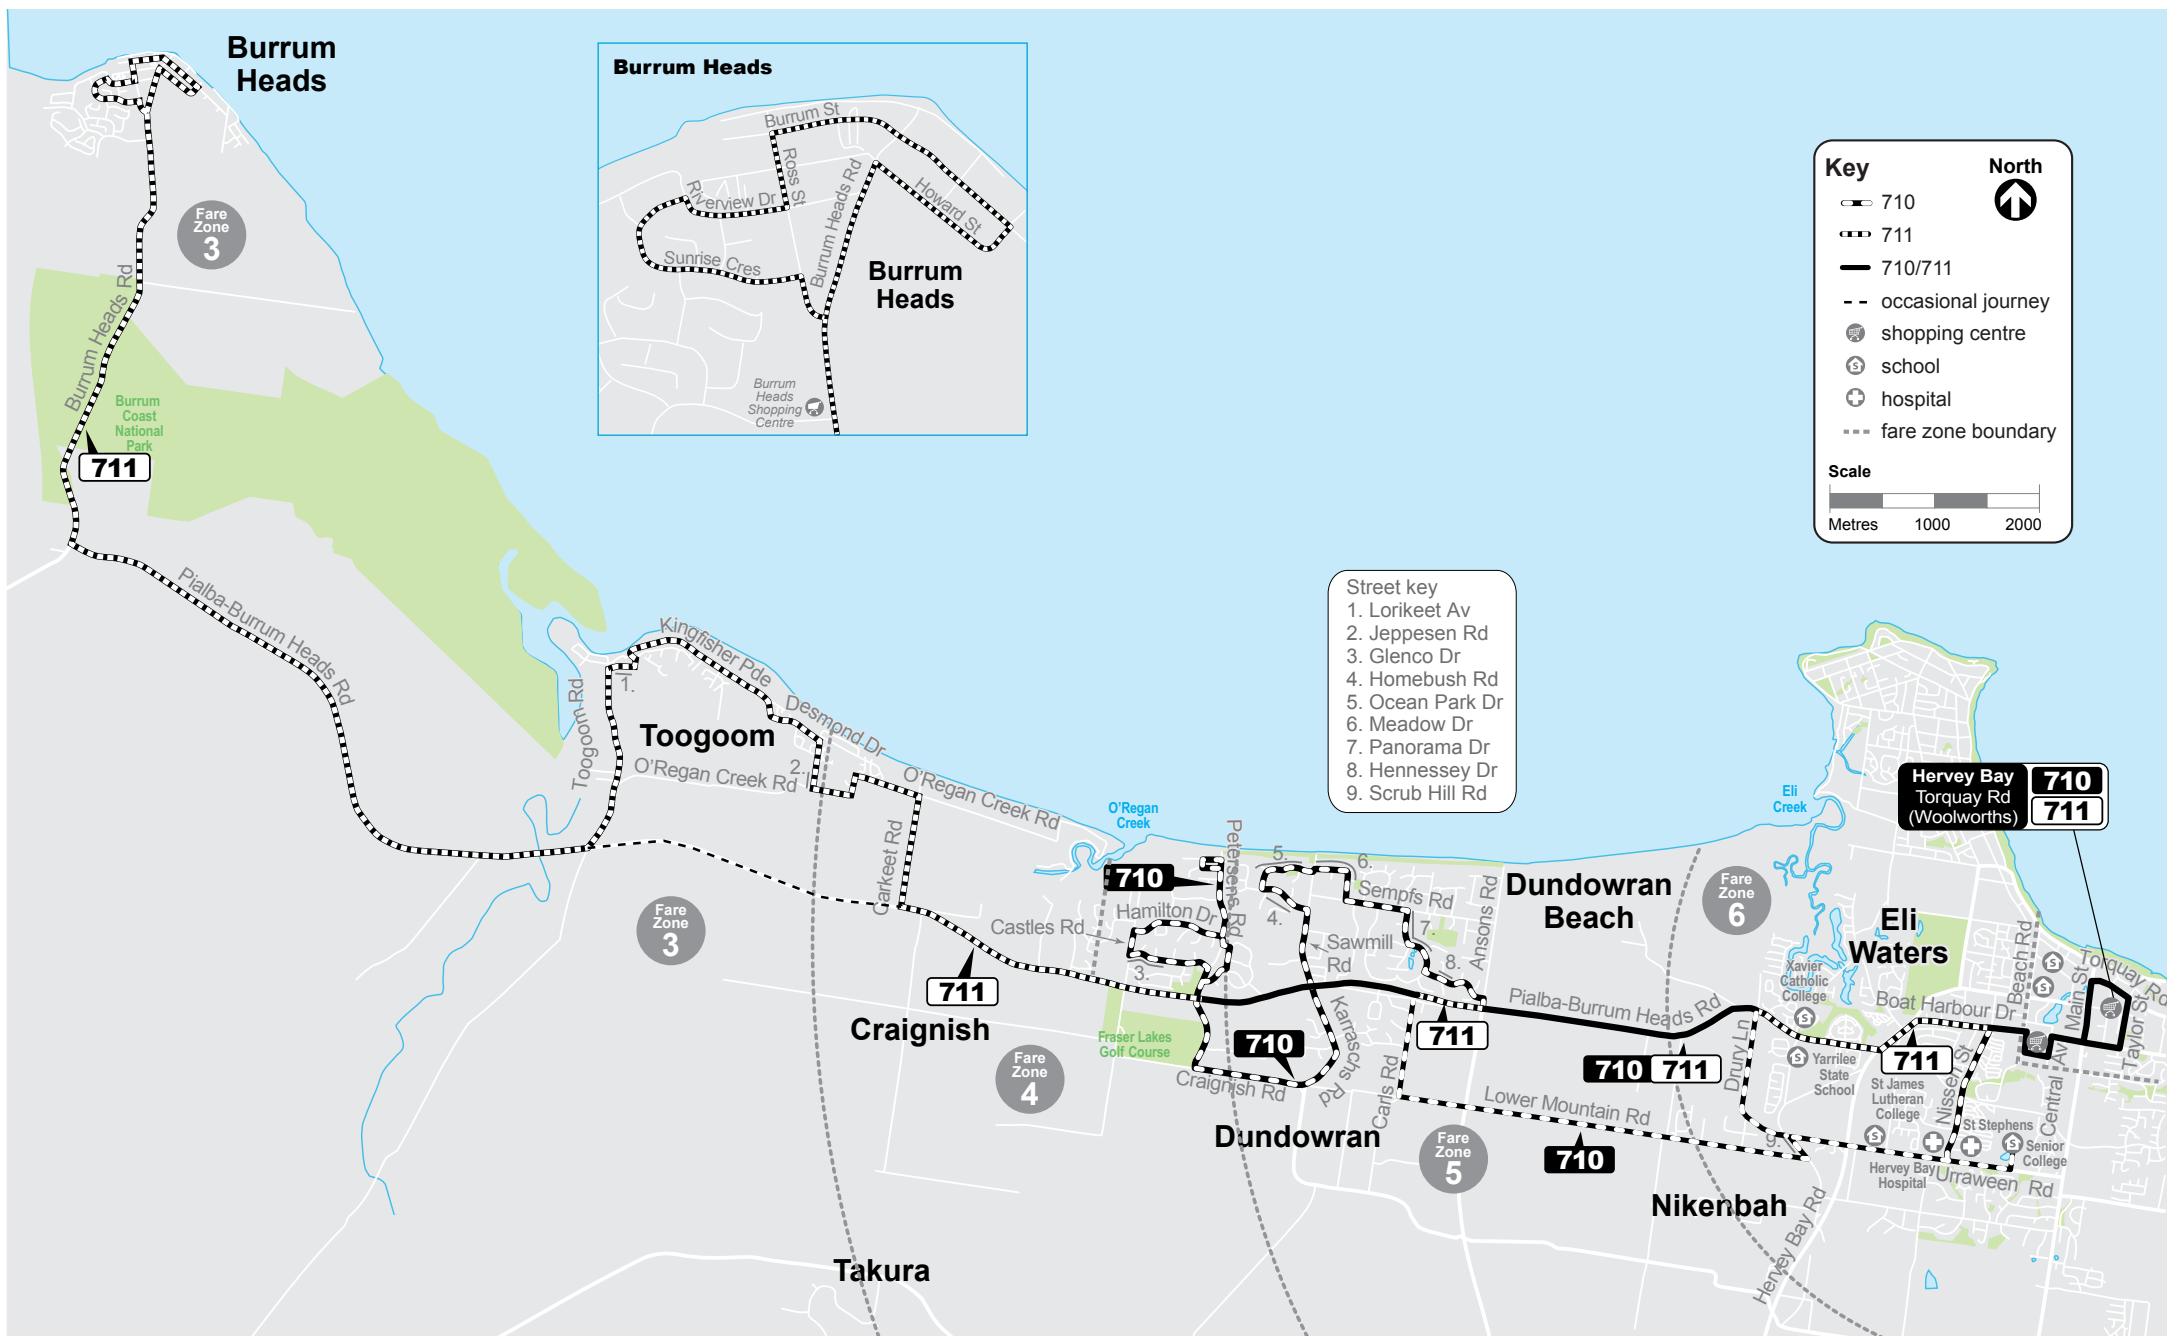 Burrum
Heads
Burrum Heads
Burrum St
Ross St
Riverview Dr
Burrum Heads Rd
Howard St
Sunrise Cres
Burrum
Heads
Burrum
Heads
Shopping
Centre
Key
North
710
711
710/711
occasional journey
shopping centre
school
hospital
fare zone boundary
Scale
Metres
1000
2000
Fare
Zone
3
Burrum Heads Rd
Burrum
Coast
National
Park
711
Pialba-Burrum Heads Rd
Street key
1. Lorikeet Av
2. Jeppesen Rd
3. Glenco Dr
4. Homebush Rd
5. Ocean Park Dr
6. Meadow Dr
7. Panorama Dr
8. Hennessey Dr
9. Scrub Hill Rd
Kingfisher Pde
1.
Toogoom Rd
Toogoom
Desmond Dr
2.
O'Regan Creek Rd
O'Regan Creek Rd
Carkeet Rd
O'Regan
Creek
Fare
Zone
3
Castles Rd
710
Hamilton Dr
3.
Petersens Rd
5.
6.
4.
Sempfs Rd
7.
8.
Sawmill
Rd
Ansons Rd
Dundowran
Beach
Fare
Zone
6
Eli
Creek
Eli
Waters
Hervey Bay
Torquay Rd
(Woolworths)
710
711
Xavier
Catholic
College
Boat Harbour Dr
Beach Rd
Main St
Torquay Rd
Taylor St
711
Craignish
Fraser Lakes
Golf Course
Fare
Zone
4
710
Craignish Rd
Karraschs
Rd
Carls Rd
711
Pialba-Burrum Heads Rd
710
711
Drury Ln
Yarrilee
State
School
711
St James
Lutheran
College
Nissen St
Central Av
St Stephens
Senior
College
Hervey Bay
Hospital
Urraween Rd
Lower Mountain Rd
9.
710
Dundowran
Fare
Zone
5
Nikenbah
Hervey Bay Rd
Takura